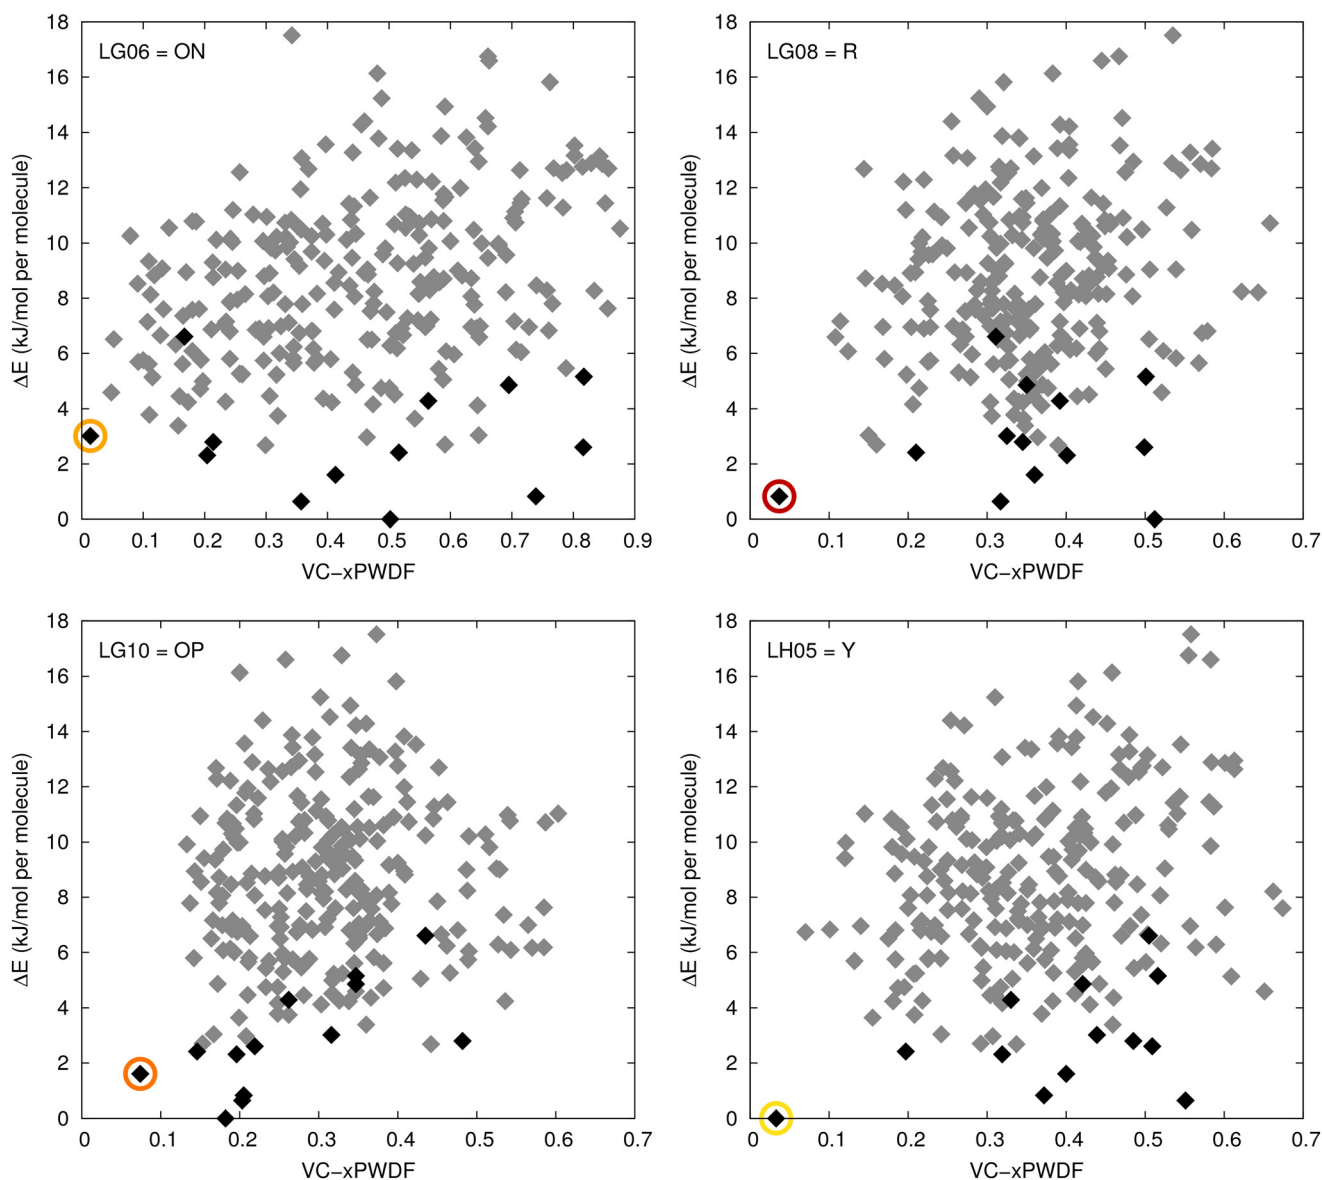 LG06 = ON
ΔE (kJ/mol per molecule)
18
16
14
12
10
8
6
4
2
0
0 0.1 0.2 0.3 0.4 0.5 0.6 0.7 0.8 0.9
VC−xPWDF
LG08 = R
ΔE (kJ/mol per molecule)
18
16
14
12
10
8
6
4
2
0
0 0.1 0.2 0.3 0.4 0.5 0.6 0.7
VC−xPWDF
LG10 = OP
ΔE (kJ/mol per molecule)
18
16
14
12
10
8
6
4
2
0
0 0.1 0.2 0.3 0.4 0.5 0.6 0.7
VC−xPWDF
LH05 = Y
ΔE (kJ/mol per molecule)
18
16
14
12
10
8
6
4
2
0
0 0.1 0.2 0.3 0.4 0.5 0.6 0.7
VC−xPWDF